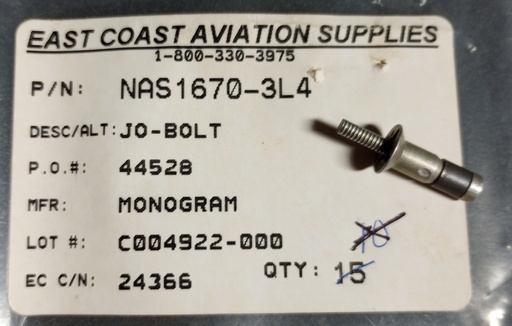 EAST COAST AVIATION SUPPLIES
1-800-330-3975
P/N: NAS1670-3L4
DESC/ALT: JO-BOLT
P.O.#: 44528
MFR: MONOGRAM
LOT #: C004922-000
10
EC C/N: 24366 QTY: 15